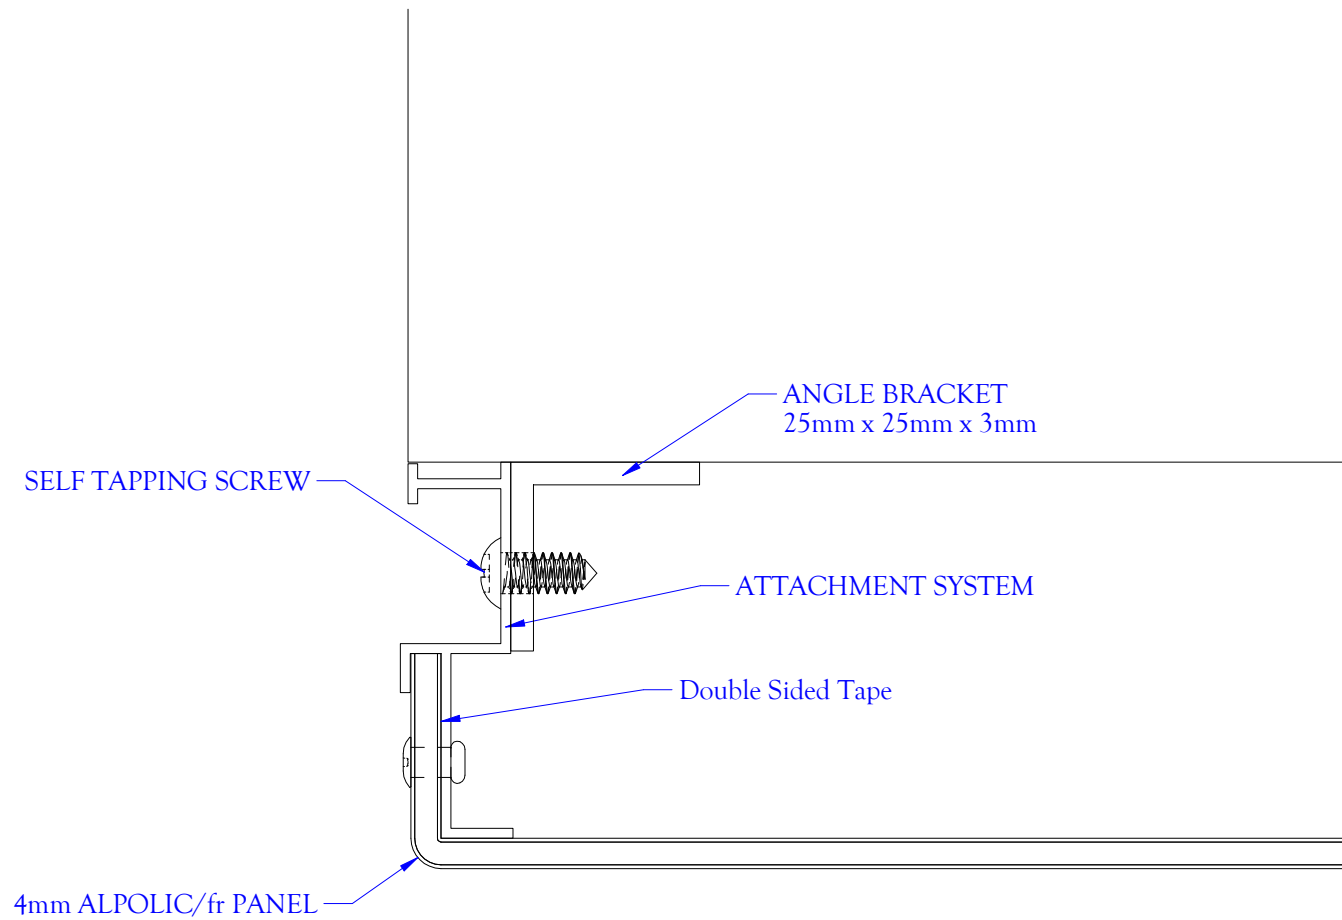 ANGLE BRACKET
25mm x 25mm x 3mm
SELF TAPPING SCREW
ATTACHMENT SYSTEM
Double Sided Tape
4mm ALPOLIC/fr PANEL